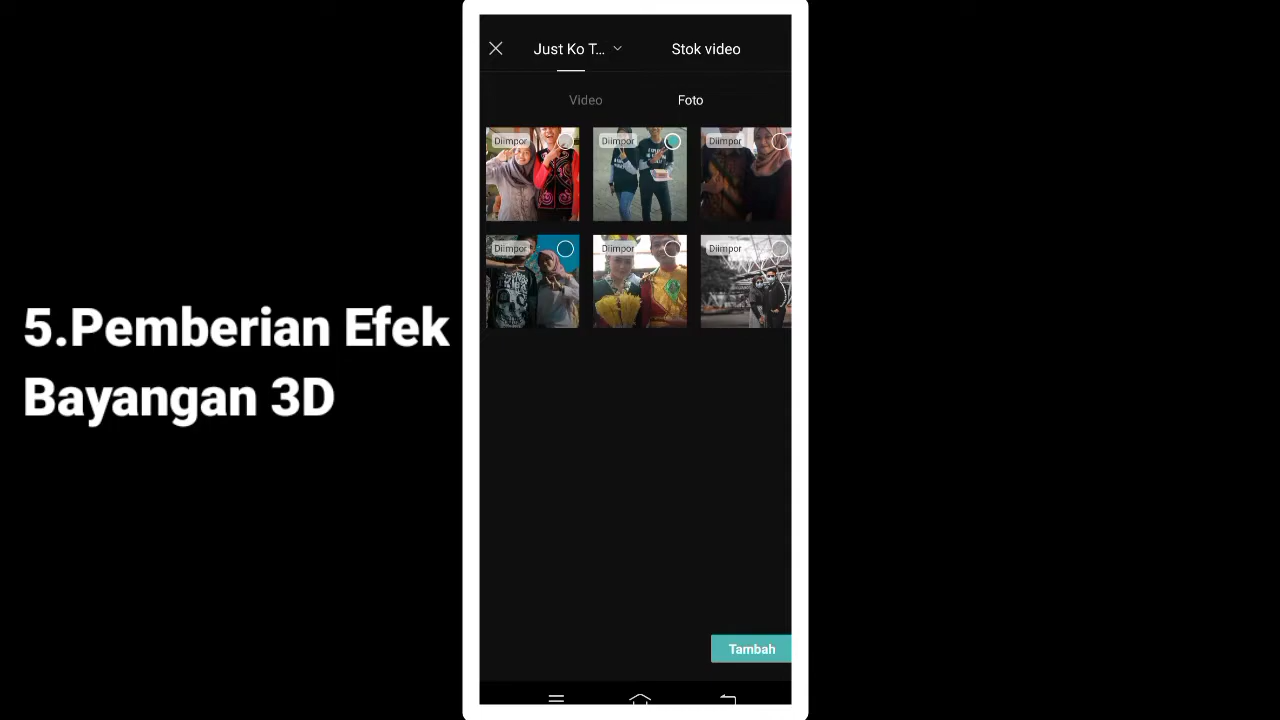 Just Ko T...
Stok video
Video
Foto
Diimpor
Diimpor
Diimpor
Diimpor
Diimpor
Diimpor
5.Pemberian Efek
Bayangan 3D
Tambah